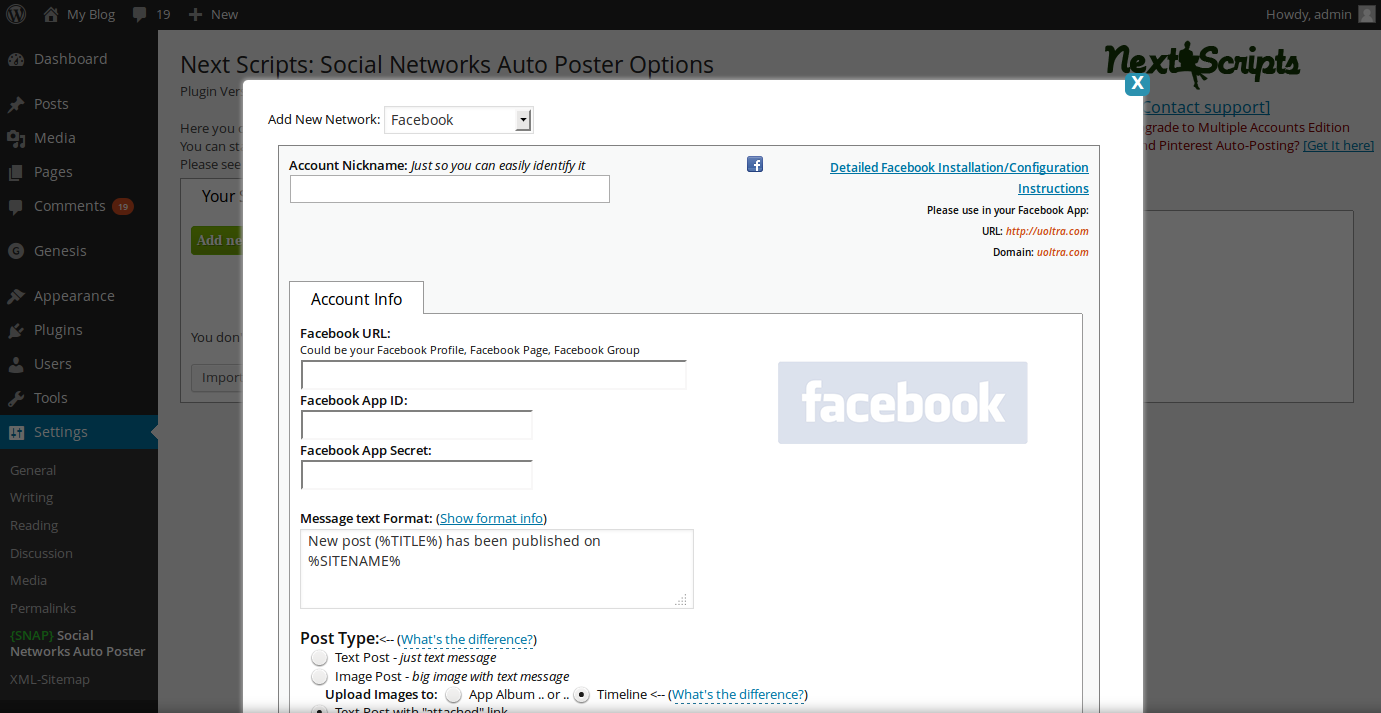 My Blog
19
New
Howdy, admin
Dashboard
Posts
Media
Pages
Comments 19
Genesis
Appearance
Plugins
Users
Tools
Settings
General
Writing
Reading
Discussion
Media
Permalinks
{SNAP} Social
Networks Auto Poster
XML-Sitemap
Next Scripts: Social Networks Auto Poster Options
Plugin Ver
NextScripts
Contact support]
grade to Multiple Accounts Edition
Pinterest Auto-Posting? [Get It here]
Here you
You can
Please see
Your
Add
You don'
Impor
X
Add New Network: Facebook
Account Nickname: Just so you can easily identify it
Detailed Facebook Installation/Configuration
Instructions
Please use in your Facebook App:
URL: http://uoltra.com
Domain: uoltra.com
Account Info
Facebook URL:
Could be your Facebook Profile, Facebook Page, Facebook Group
facebook
Facebook App ID:
Facebook App Secret:
Message text Format: (Show format info)
New post (%TITLE%) has been published on
%SITENAME%
Post Type:<-- (What's the difference?)
Text Post - just text message
Image Post - big image with text message
Upload Images to: App Album .. or .. Timeline <-- (What's the difference?)
Text Post with "attached" link